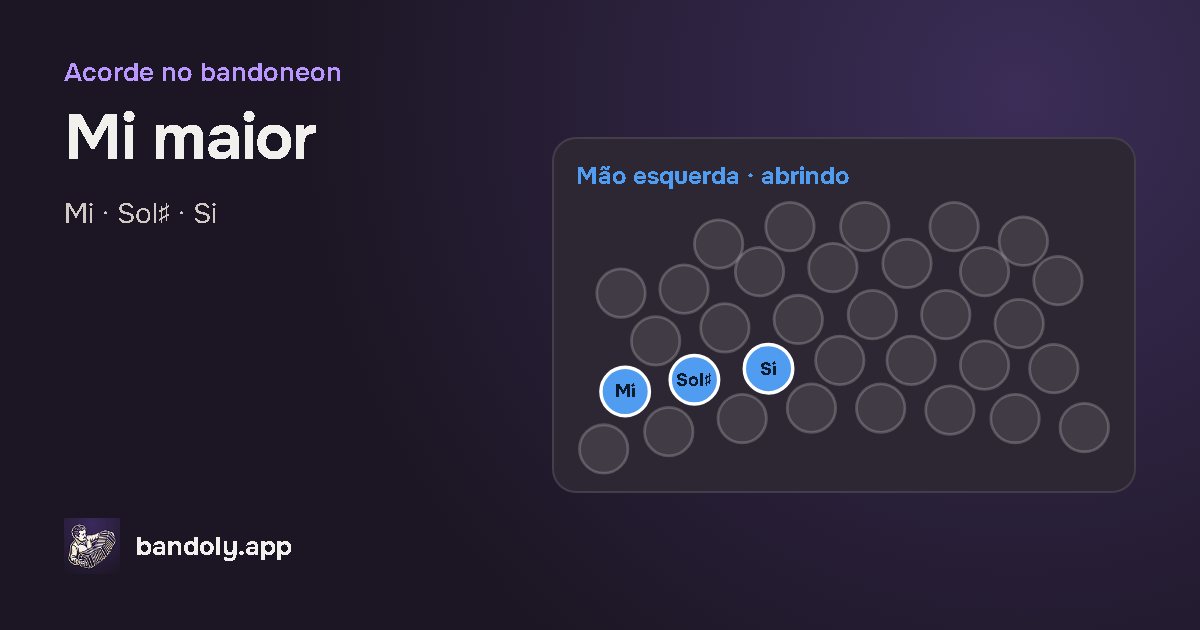 Acorde no bandoneon
Mi maior
Mi · Sol♯ · Si
Mão esquerda · abrindo
Mi Sol♯ Si
bandoly.app